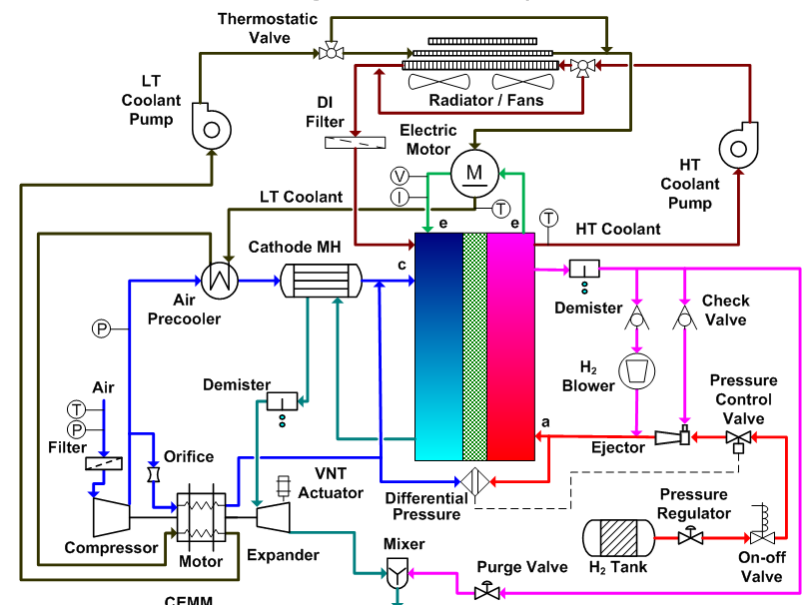 Thermostatic
Valve
LT
Coolant
Pump
DI
Filter
Radiator / Fans
Electric
Motor
M
V
I
T
LT Coolant
e
e
T
HT Coolant
HT
Coolant
Pump
Cathode MH
c
Air
Precooler
P
Demister
Check
Valve
H2
Blower
Pressure
Control
Valve
Air
T
P
Filter
Demister
a
Ejector
Orifice
VNT
Actuator
Differential
Pressure
Pressure
Regulator
Compressor
Motor
Expander
Mixer
H2 Tank
On-off
Valve
Purge Valve